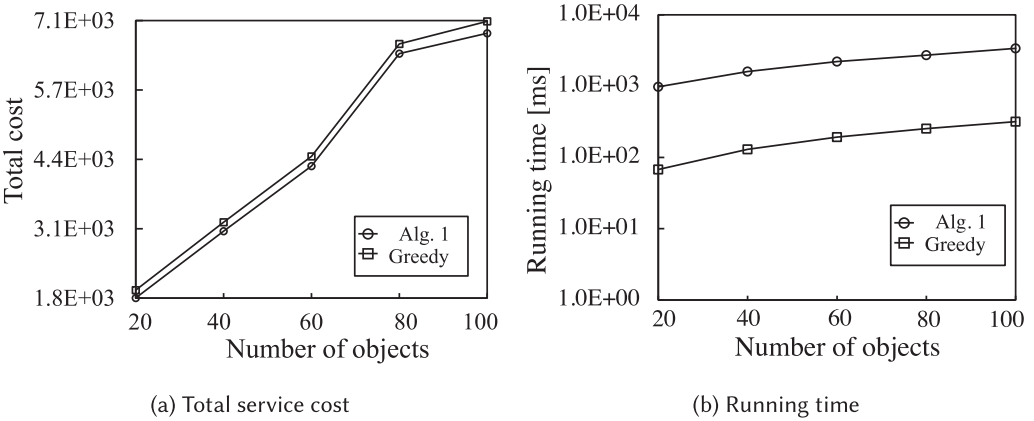 7.1E+03
5.7E+03
4.4E+03
3.1E+03
1.8E+03
Total cost
20 40 60 80 100
Number of objects
Alg. 1
Greedy
(a) Total service cost
1.0E+04
1.0E+03
1.0E+02
1.0E+01
1.0E+00
Running time [ms]
20 40 60 80 100
Number of objects
Alg. 1
Greedy
(b) Running time